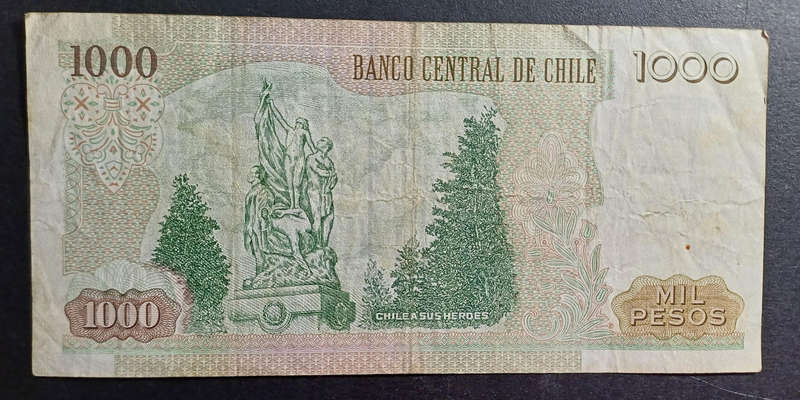 1000
BANCO CENTRAL DE CHILE
1000
CHILE A SUS HEROES
1000
MIL
PESOS